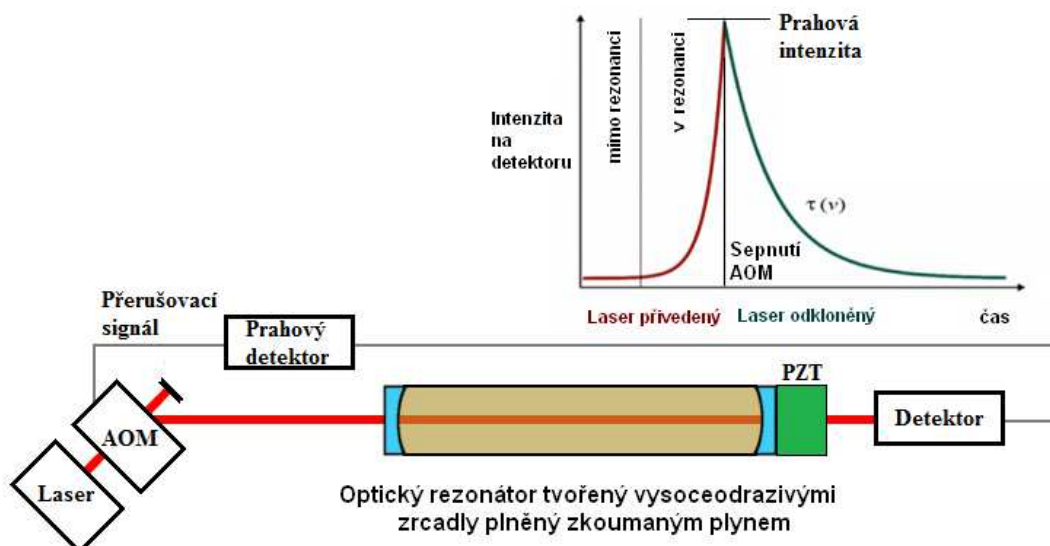 Prahová
intenzita
Intenzita
na
detektoru
mimo rezonanci
v rezonanci
τ (ν)
Sepnutí
AOM
Laser přivedený
Laser odkloněný
čas
Přerušovací
signál
Prahový
detektor
PZT
AOM
Detektor
Laser
Optický rezonátor tvořený vysoceodrazivými
zrcadly plněný zkoumaným plynem